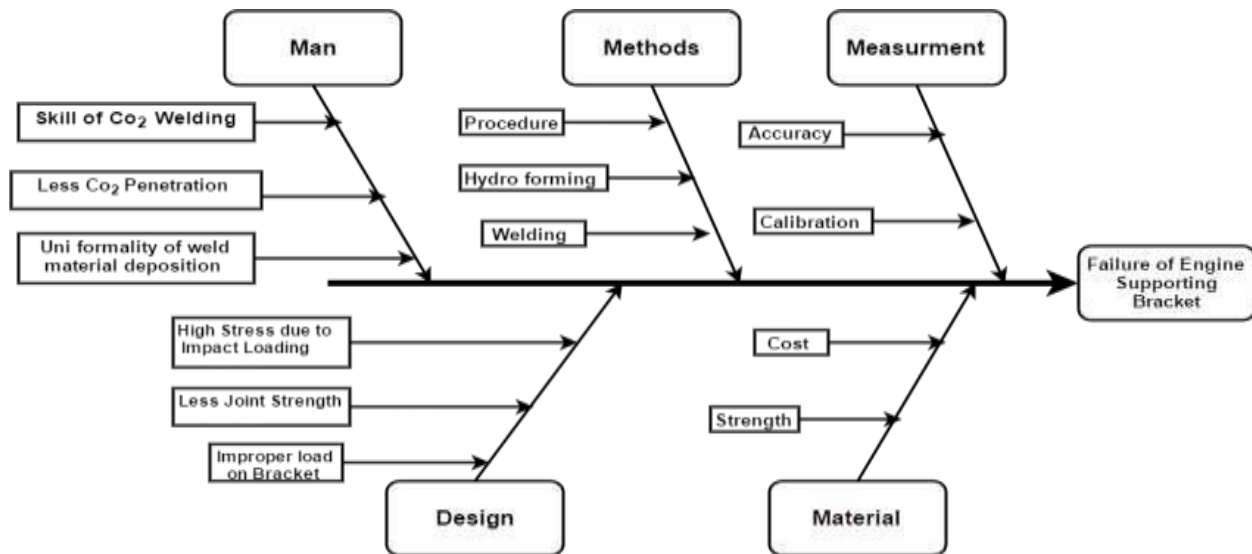 Man
Methods
Measurment
Skill of Co₂ Welding
Less Co₂ Penetration
Uni formality of weld
material deposition
Procedure
Hydro forming
Welding
Accuracy
Calibration
Failure of Engine
Supporting
Bracket
High Stress due to
Impact Loading
Less Joint Strength
Improper load
on Bracket
Cost
Strength
Design
Material